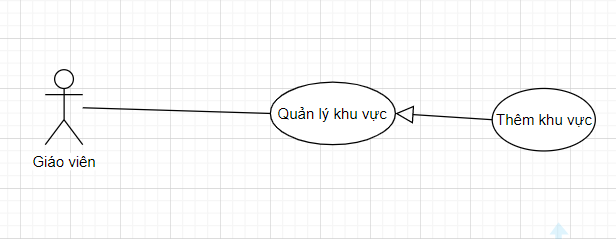 Quản lý khu vực
Thêm khu vực
Giáo viên